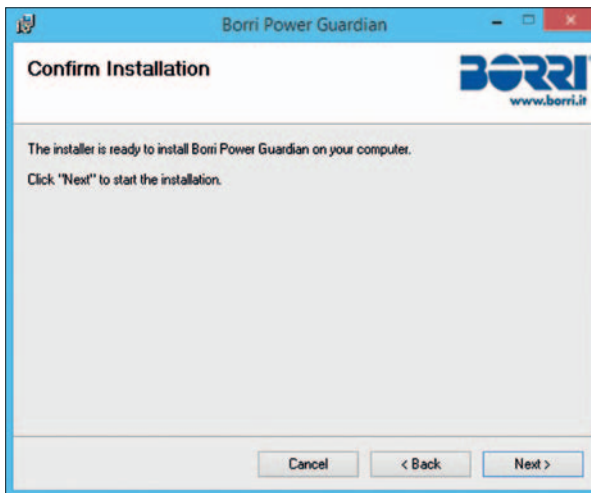 Borri Power Guardian
Confirm Installation
BORRI
www.borri.it
The installer is ready to install Borri Power Guardian on your computer.
Click "Next" to start the installation.
Cancel
< Back
Next >